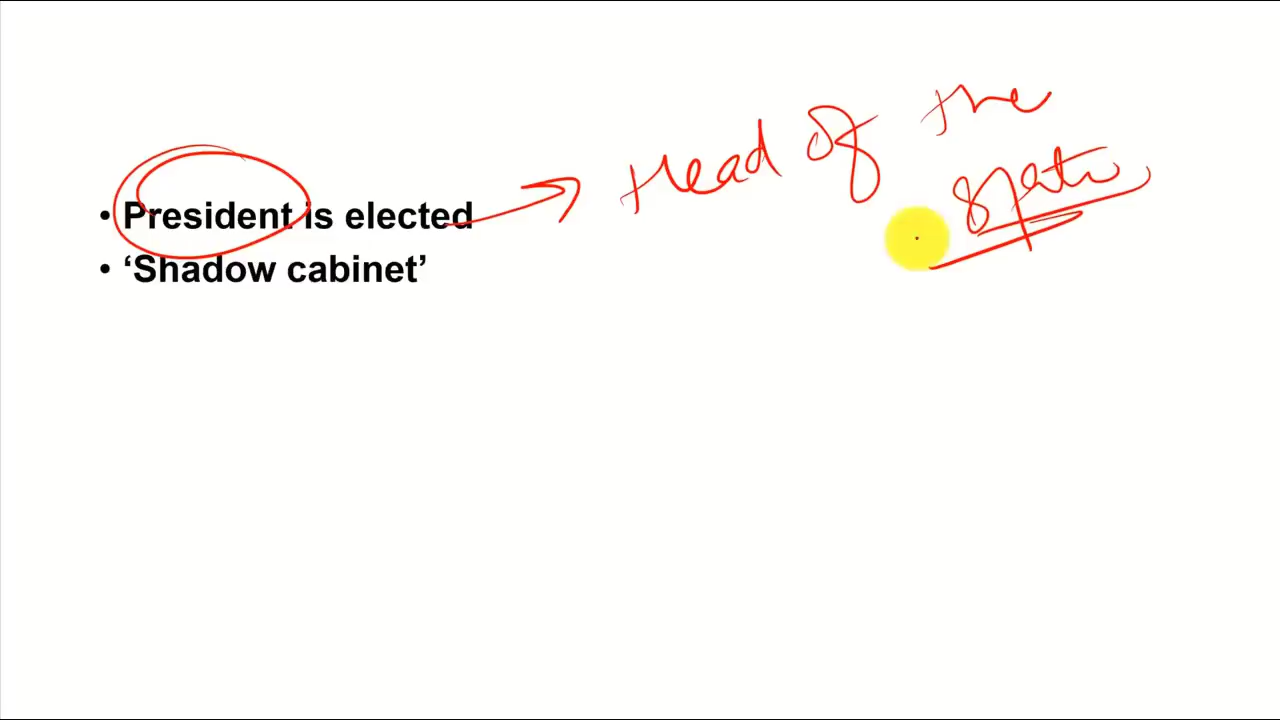 • President is elected
Head of the
State
• ‘Shadow cabinet’